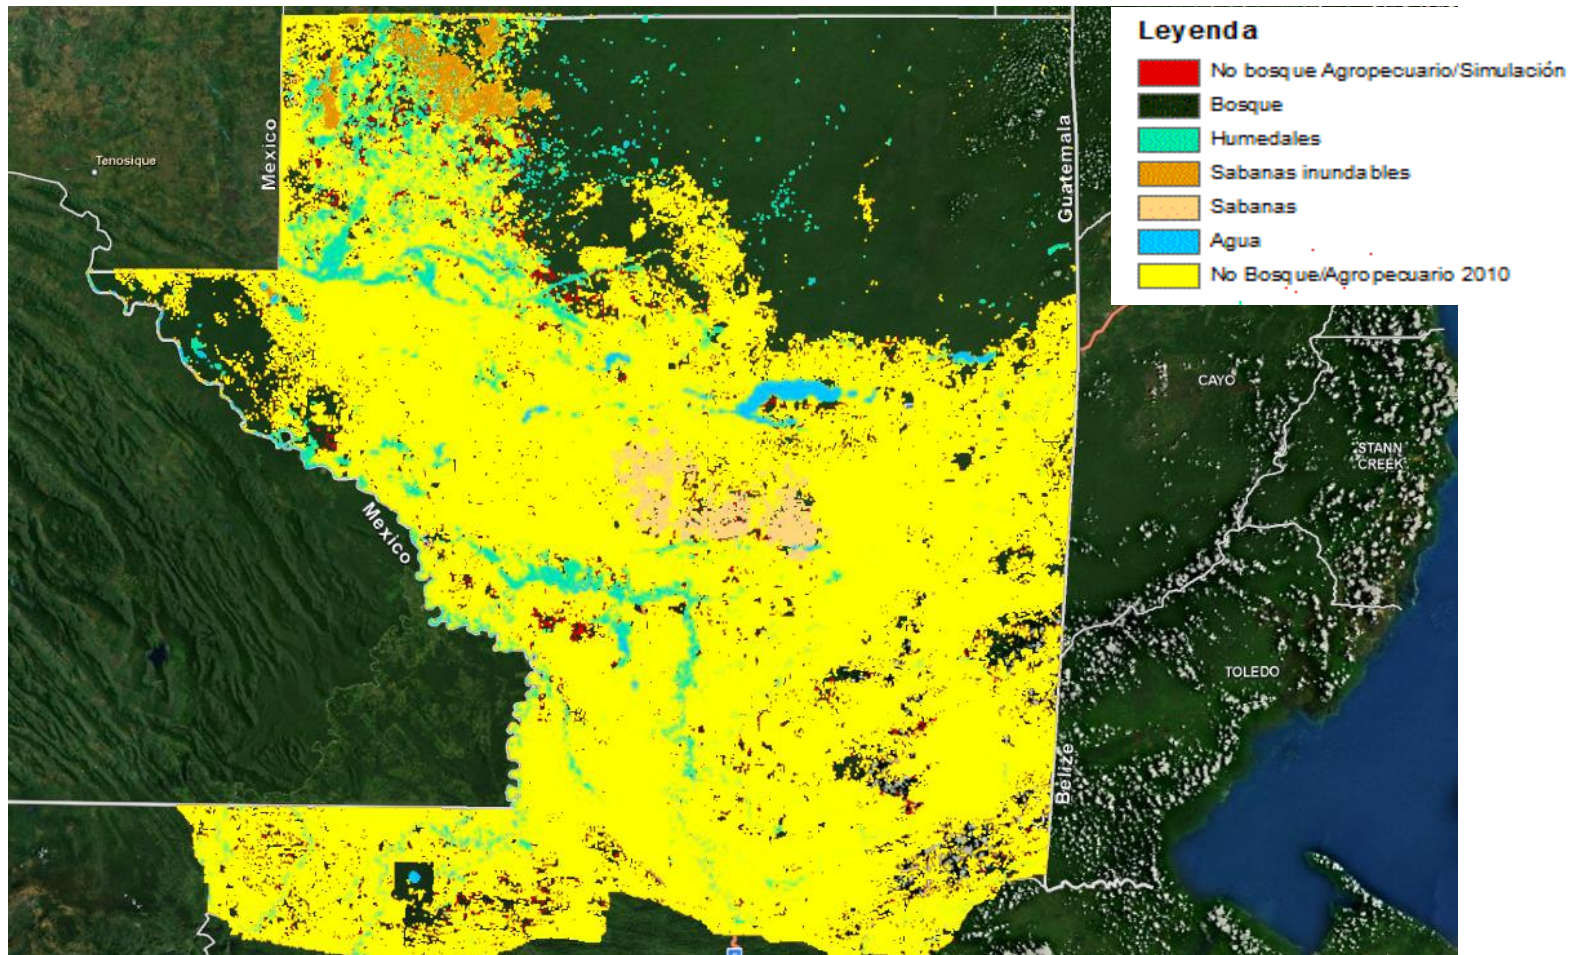 Leyenda
No bosque Agropecuario/Simulación
Bosque
Humedales
Sabanas inundables
Sabanas
Agua
No Bosque/Agropecuario 2010
Tenosique
Mexico
Guatemala
CAYO
STANN
CREEK
Mexico
TOLEDO
Belize